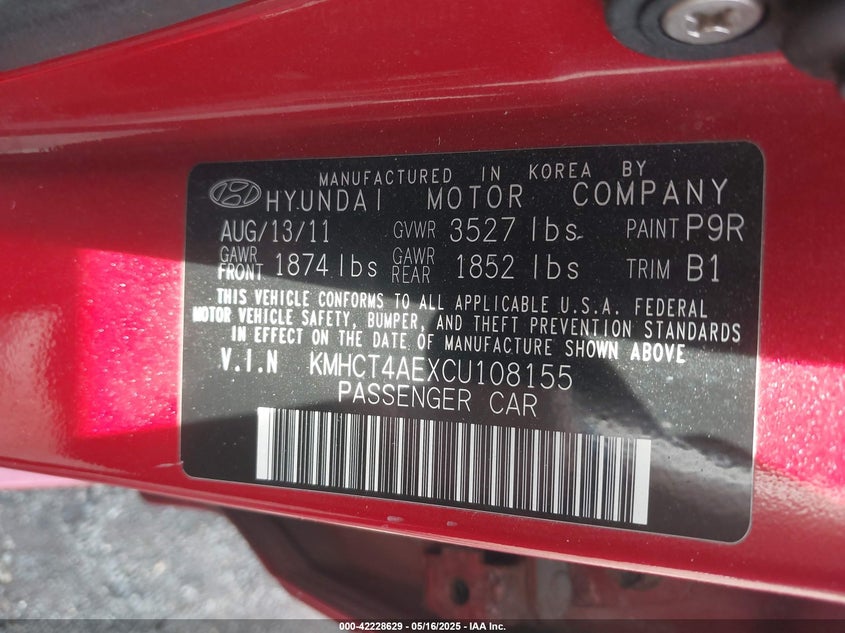 MANUFACTURED IN KOREA BY
HYUNDAI MOTOR COMPANY
AUG/13/11 GVWR 3527 lbs PAINT P9R
GAWR FRONT 1874 lbs GAWR REAR 1852 lbs TRIM B1
THIS VEHICLE CONFORMS TO ALL APPLICABLE U.S.A. FEDERAL
MOTOR VEHICLE SAFETY, BUMPER, AND THEFT PREVENTION STANDARDS
IN EFFECT ON THE DATE OF MANUFACTURE SHOWN ABOVE
V.I.N KMHCT4AEXCU108155
PASSENGER CAR
000-42228629 - 05/16/2025 - IAA Inc.